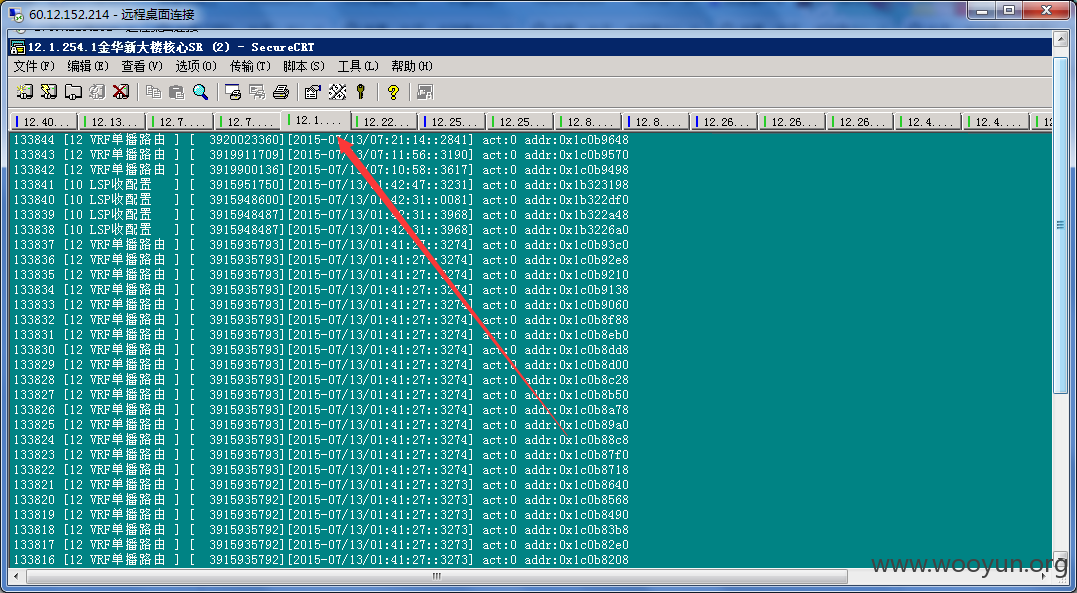 60.12.152.214 - 远程桌面连接
12.1.254.1金华新大楼核心SR (2) - SecureCRT
文件(F) 编辑(E) 查看(V) 选项(O) 传输(T) 脚本(S) 工具(L) 帮助(H)
12.40... 12.13.... 12.7.... 12.7.... 12.1.... 12.22... 12.25... 12.25... 12.8.... 12.8.... 12.26... 12.26... 12.26... 12.4.... 12.4.... 12
133844 [12 VRF单播路由 ] [ 3920023360][2015-07/13/07:21:14::2841] act:0 addr:0x1c0b9648
133843 [12 VRF单播路由 ] [ 3919911709][2015-07/13/07:11:56::3190] act:0 addr:0x1c0b9570
133842 [12 VRF单播路由 ] [ 3919900136][2015-07/13/07:10:58::3617] act:0 addr:0x1c0b9498
133841 [10 LSP收配置 ] [ 3915951750][2015-07/13/01:42:47::3231] act:0 addr:0x1b323198
133840 [10 LSP收配置 ] [ 3915948600][2015-07/13/01:42:31::0081] act:0 addr:0x1b322df0
133839 [10 LSP收配置 ] [ 3915948487][2015-07/13/01:42:31::3968] act:0 addr:0x1b322a48
133838 [10 LSP收配置 ] [ 3915948487][2015-07/13/01:42:31::3968] act:0 addr:0x1b3226a0
133837 [12 VRF单播路由 ] [ 3915935793][2015-07/13/01:41:27::3274] act:0 addr:0x1c0b93c0
133836 [12 VRF单播路由 ] [ 3915935793][2015-07/13/01:41:27::3274] act:0 addr:0x1c0b92e8
133835 [12 VRF单播路由 ] [ 3915935793][2015-07/13/01:41:27::3274] act:0 addr:0x1c0b9210
133834 [12 VRF单播路由 ] [ 3915935793][2015-07/13/01:41:27::3274] act:0 addr:0x1c0b9138
133833 [12 VRF单播路由 ] [ 3915935793][2015-07/13/01:41:27::3274] act:0 addr:0x1c0b9060
133832 [12 VRF单播路由 ] [ 3915935793][2015-07/13/01:41:27::3274] act:0 addr:0x1c0b8f88
133831 [12 VRF单播路由 ] [ 3915935793][2015-07/13/01:41:27::3274] act:0 addr:0x1c0b8eb0
133830 [12 VRF单播路由 ] [ 3915935793][2015-07/13/01:41:27::3274] act:0 addr:0x1c0b8dd8
133829 [12 VRF单播路由 ] [ 3915935793][2015-07/13/01:41:27::3274] act:0 addr:0x1c0b8d00
133828 [12 VRF单播路由 ] [ 3915935793][2015-07/13/01:41:27::3274] act:0 addr:0x1c0b8c28
133827 [12 VRF单播路由 ] [ 3915935793][2015-07/13/01:41:27::3274] act:0 addr:0x1c0b8b50
133826 [12 VRF单播路由 ] [ 3915935793][2015-07/13/01:41:27::3274] act:0 addr:0x1c0b8a78
133825 [12 VRF单播路由 ] [ 3915935793][2015-07/13/01:41:27::3274] act:0 addr:0x1c0b89a0
133824 [12 VRF单播路由 ] [ 3915935793][2015-07/13/01:41:27::3274] act:0 addr:0x1c0b88c8
133823 [12 VRF单播路由 ] [ 3915935793][2015-07/13/01:41:27::3274] act:0 addr:0x1c0b87f0
133822 [12 VRF单播路由 ] [ 3915935793][2015-07/13/01:41:27::3274] act:0 addr:0x1c0b8718
133821 [12 VRF单播路由 ] [ 3915935792][2015-07/13/01:41:27::3273] act:0 addr:0x1c0b8640
133820 [12 VRF单播路由 ] [ 3915935792][2015-07/13/01:41:27::3273] act:0 addr:0x1c0b8568
133819 [12 VRF单播路由 ] [ 3915935792][2015-07/13/01:41:27::3273] act:0 addr:0x1c0b8490
133818 [12 VRF单播路由 ] [ 3915935792][2015-07/13/01:41:27::3273] act:0 addr:0x1c0b83b8
133817 [12 VRF单播路由 ] [ 3915935792][2015-07/13/01:41:27::3273] act:0 addr:0x1c0b82e0
133816 [12 VRF单播路由 ] [ 3915935792][2015-07/13/01:41:27::3273] act:0 addr:0x1c0b8208
www.wooyun.org